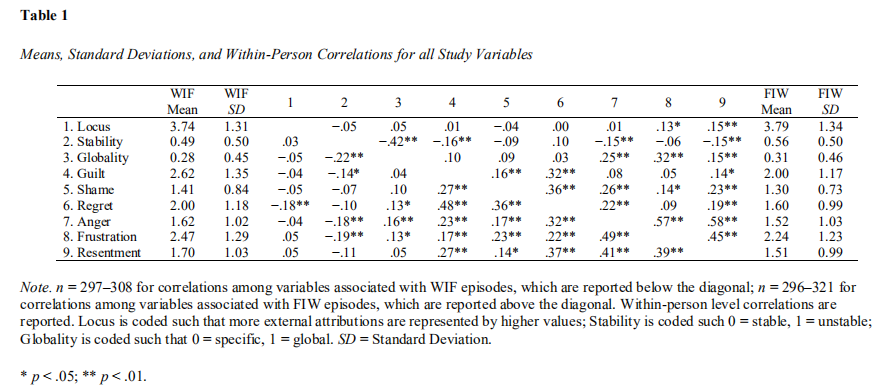 Table 1
Means, Standard Deviations, and Within-Person Correlations for all Study Variables
WIF Mean WIF SD 1 2 3 4 5 6 7 8 9 FIW Mean FIW SD
1. Locus 3.74 1.31 −.05 .05 .01 −.04 .00 .01 .13* .15** 3.79 1.34
2. Stability 0.49 0.50 .03 −.42** −.16** −.09 .10 −.15** −.06 −.15** 0.56 0.50
3. Globality 0.28 0.45 −.05 −.22** .10 .09 .03 .25** .32** .15** 0.31 0.46
4. Guilt 2.62 1.35 −.04 −.14* .04 .16** .32** .08 .05 .14* 2.00 1.17
5. Shame 1.41 0.84 −.05 −.07 .10 .27** .36** .26** .14* .23** 1.30 0.73
6. Regret 2.00 1.18 −.18** −.10 .13* .48** .36** .22** .09 .19** 1.60 0.99
7. Anger 1.62 1.02 −.04 −.18** .16** .23** .17** .32** .57** .58** 1.52 1.03
8. Frustration 2.47 1.29 .05 −.19** .13* .17** .23** .22** .49** .45** 2.24 1.23
9. Resentment 1.70 1.03 .05 −.11 .05 .27** .14* .37** .41** .39** 1.51 0.99
Note. n = 297–308 for correlations among variables associated with WIF episodes, which are reported below the diagonal; n = 296–321 for
correlations among variables associated with FIW episodes, which are reported above the diagonal. Within-person level correlations are
reported. Locus is coded such that more external attributions are represented by higher values; Stability is coded such 0 = stable, 1 = unstable;
Globality is coded such that 0 = specific, 1 = global. SD = Standard Deviation.
* p < .05; ** p < .01.